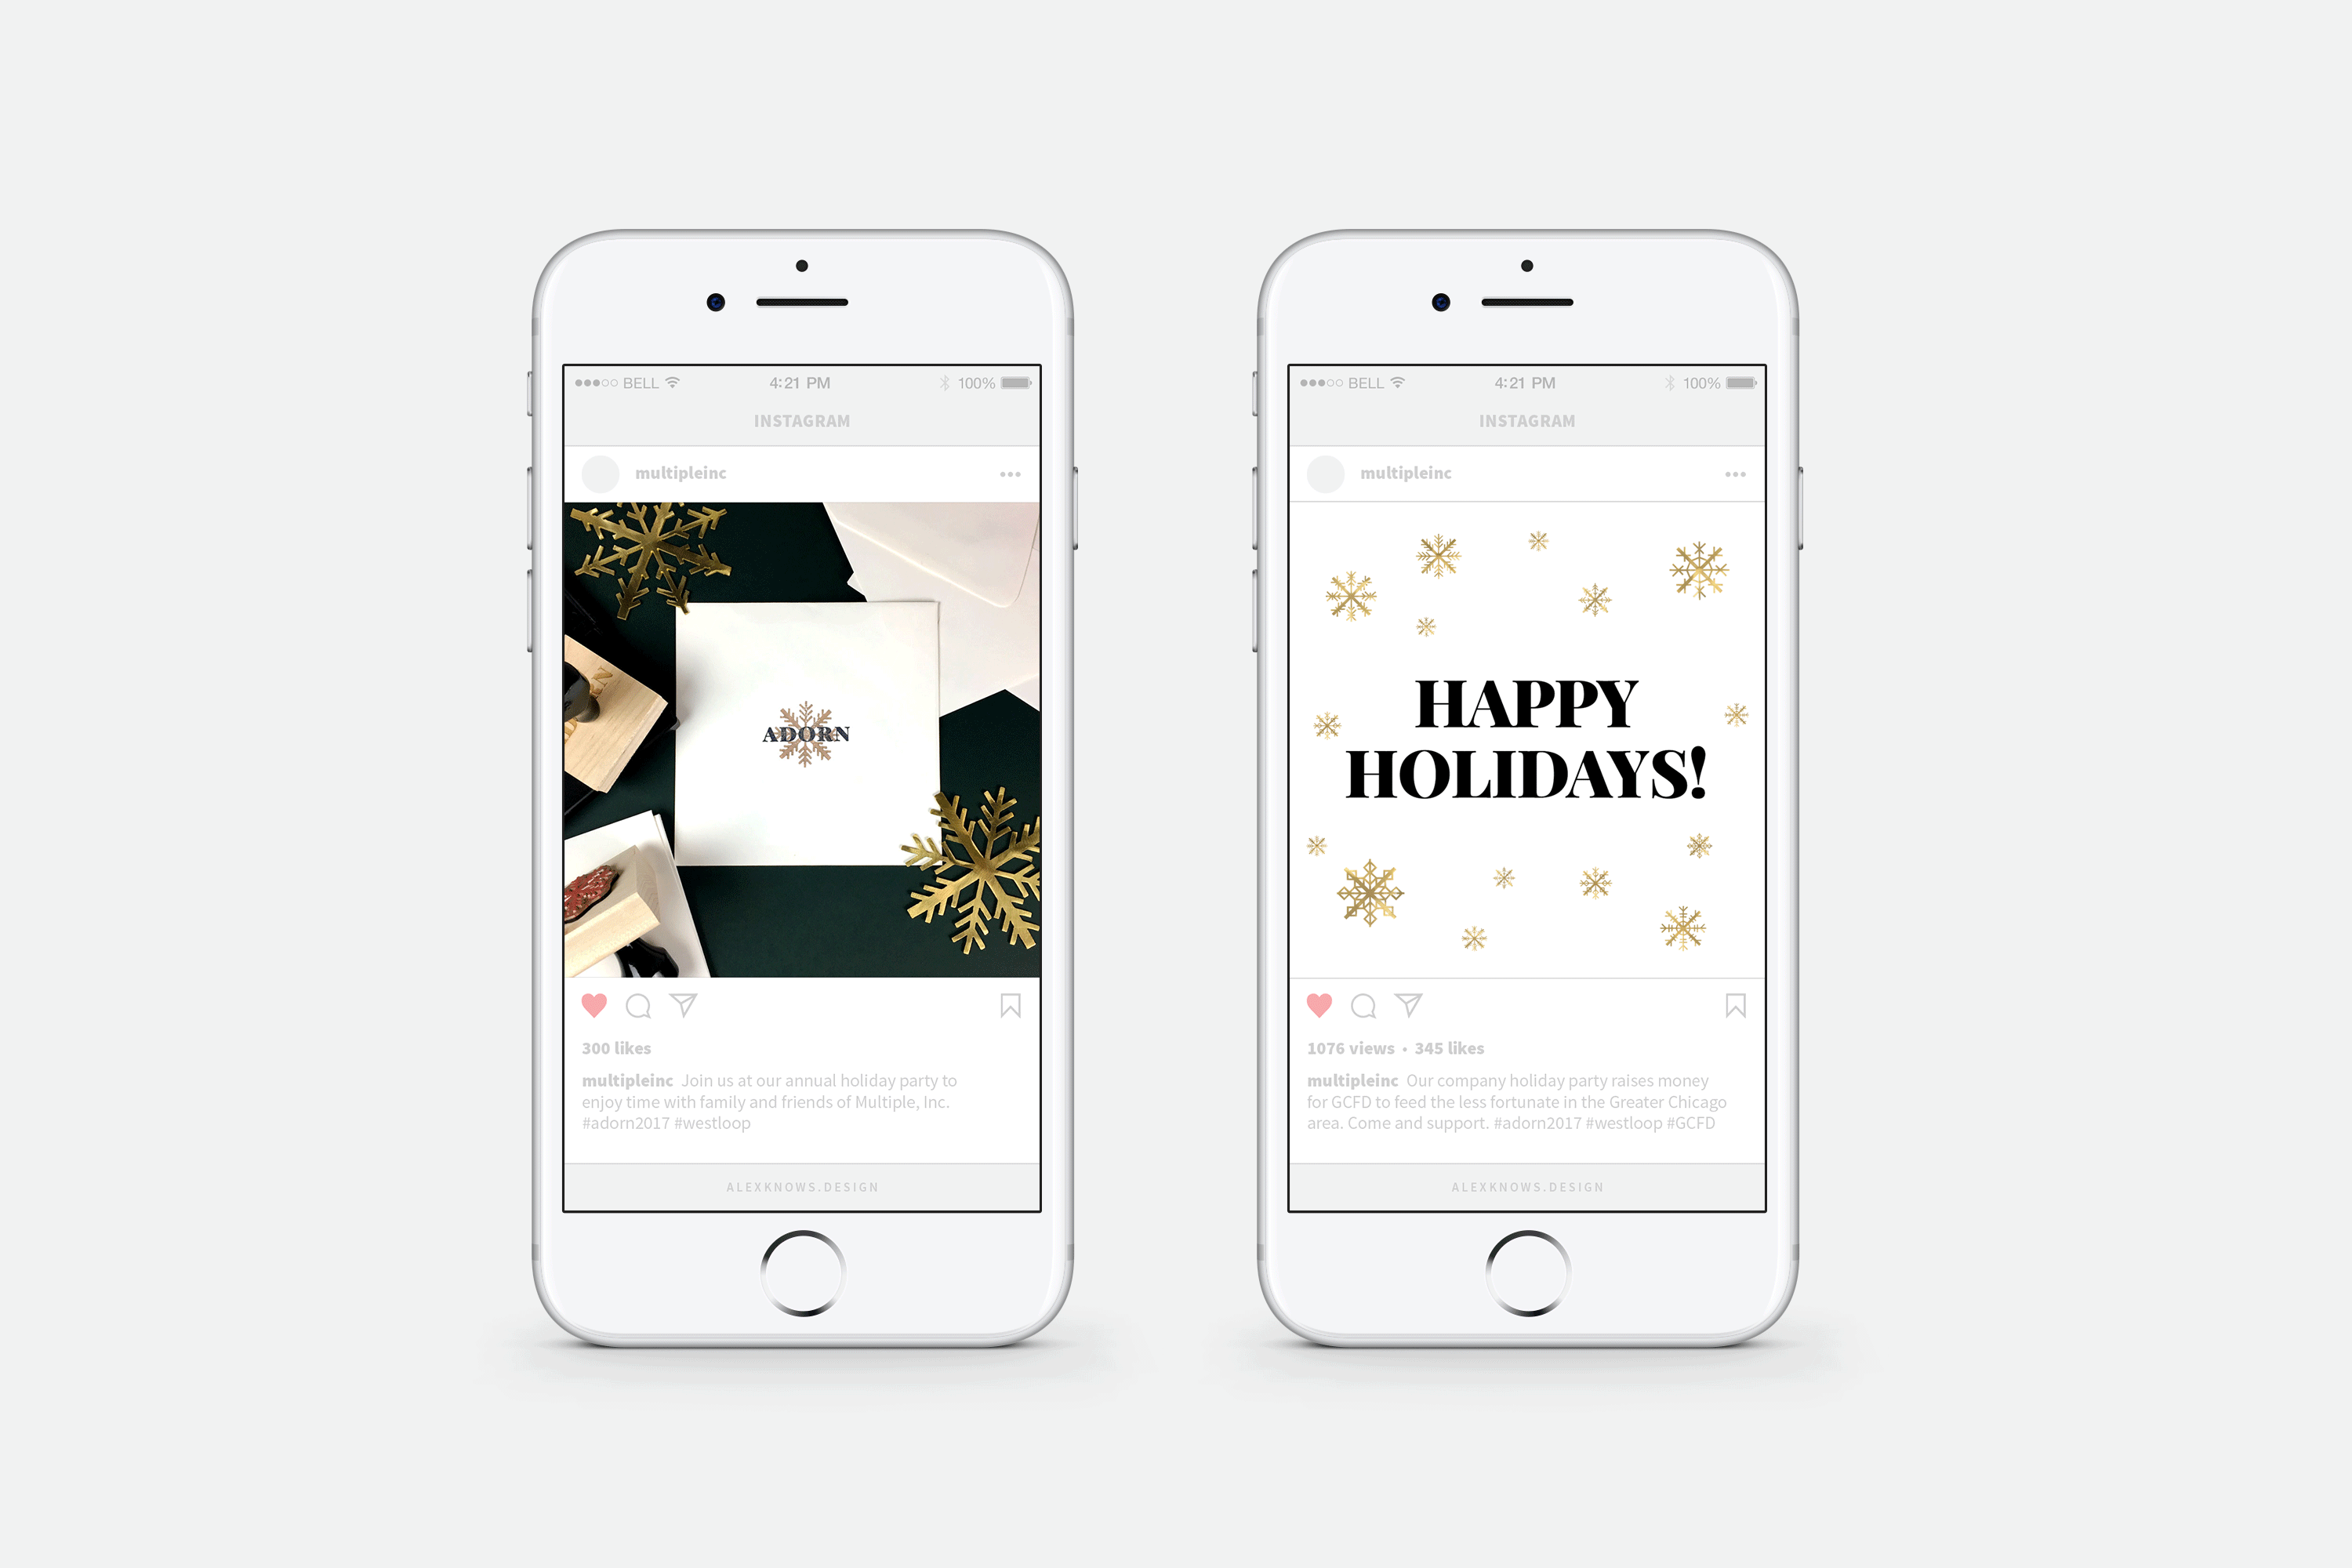 BELL 4:21 PM 100%
INSTAGRAM
multipleinc
ADORN
300 likes
multipleinc Join us at our annual holiday party to
enjoy time with family and friends of Multiple, Inc.
#adorn2017 #westloop
ALEXKNOWS.DESIGN
BELL 4:21 PM 100%
INSTAGRAM
multipleinc
HAPPY
HOLIDAYS!
1076 views • 345 likes
multipleinc Our company holiday party raises money
for GCFD to feed the less fortunate in the Greater Chicago
area. Come and support. #adorn2017 #westloop #GCFD
ALEXKNOWS.DESIGN